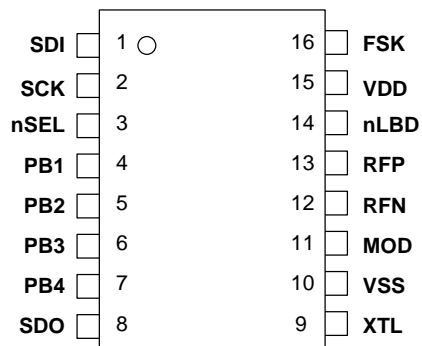 SDI 1 16 FSK
SCK 2 15 VDD
nSEL 3 14 nLBD
PB1 4 13 RFP
PB2 5 12 RFN
PB3 6 11 MOD
PB4 7 10 VSS
SDO 8 9 XTL